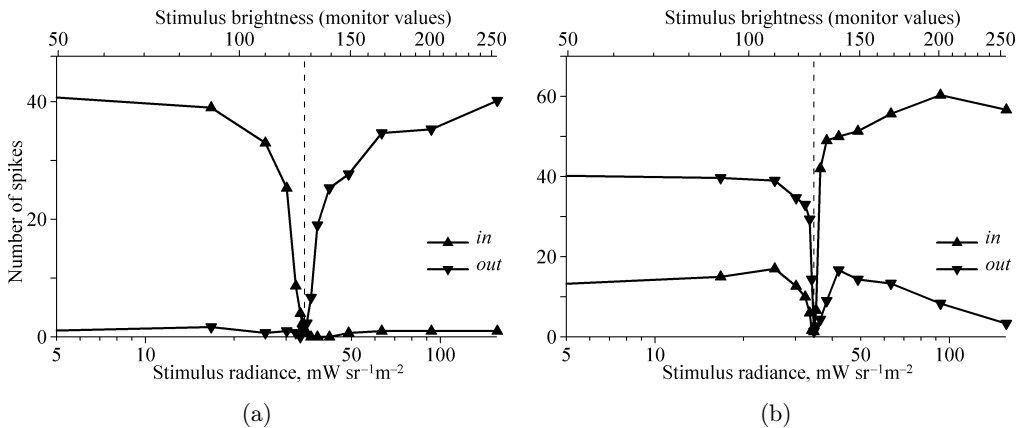 Stimulus brightness (monitor values)
50 100 150 200 250
Number of spikes
40
20
0
in
out
5 10 50 100
Stimulus radiance, mW sr−1m−2
(a)
Stimulus brightness (monitor values)
50 100 150 200 250
60
40
20
0
in
out
5 10 50 100
Stimulus radiance, mW sr−1m−2
(b)